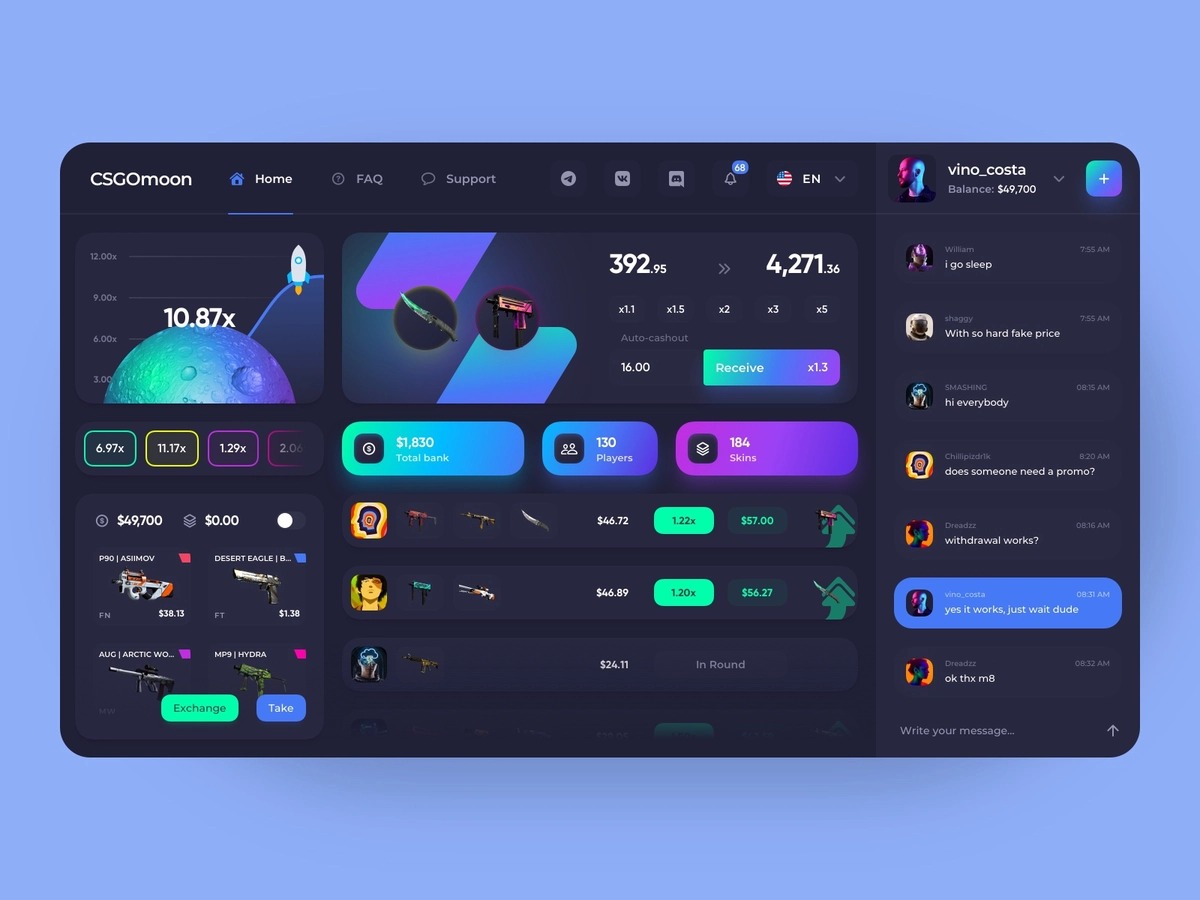 CSGOmoon
Home
FAQ
Support
68
EN
vino_costa
Balance: $49,700
+
12.00x
9.00x
6.00x
3.00
10.87x
392.95
4,271.36
x1.1 x1.5 x2 x3 x5
Auto-cashout
16.00
Receive x1.3
6.97x 11.17x 1.29x 2.06
$1,830
Total bank
130
Players
184
Skins
$49,700 $0.00
P90 | ASIIMOV
FN $38.13
DESERT EAGLE | B...
FT $1.38
AUG | ARCTIC WO...
MW
MP9 | HYDRA
Exchange
Take
$46.72 1.22x $57.00
$46.89 1.20x $56.27
$24.11 In Round
William 7:55 AM
i go sleep
shaggy 7:55 AM
With so hard fake price
SMASHING 08:15 AM
hi everybody
Chillipizdr1k 8:20 AM
does someone need a promo?
Dreadzz 08:16 AM
withdrawal works?
vino_costa 08:31 AM
yes it works, just wait dude
Dreadzz 08:32 AM
ok thx m8
Write your message...